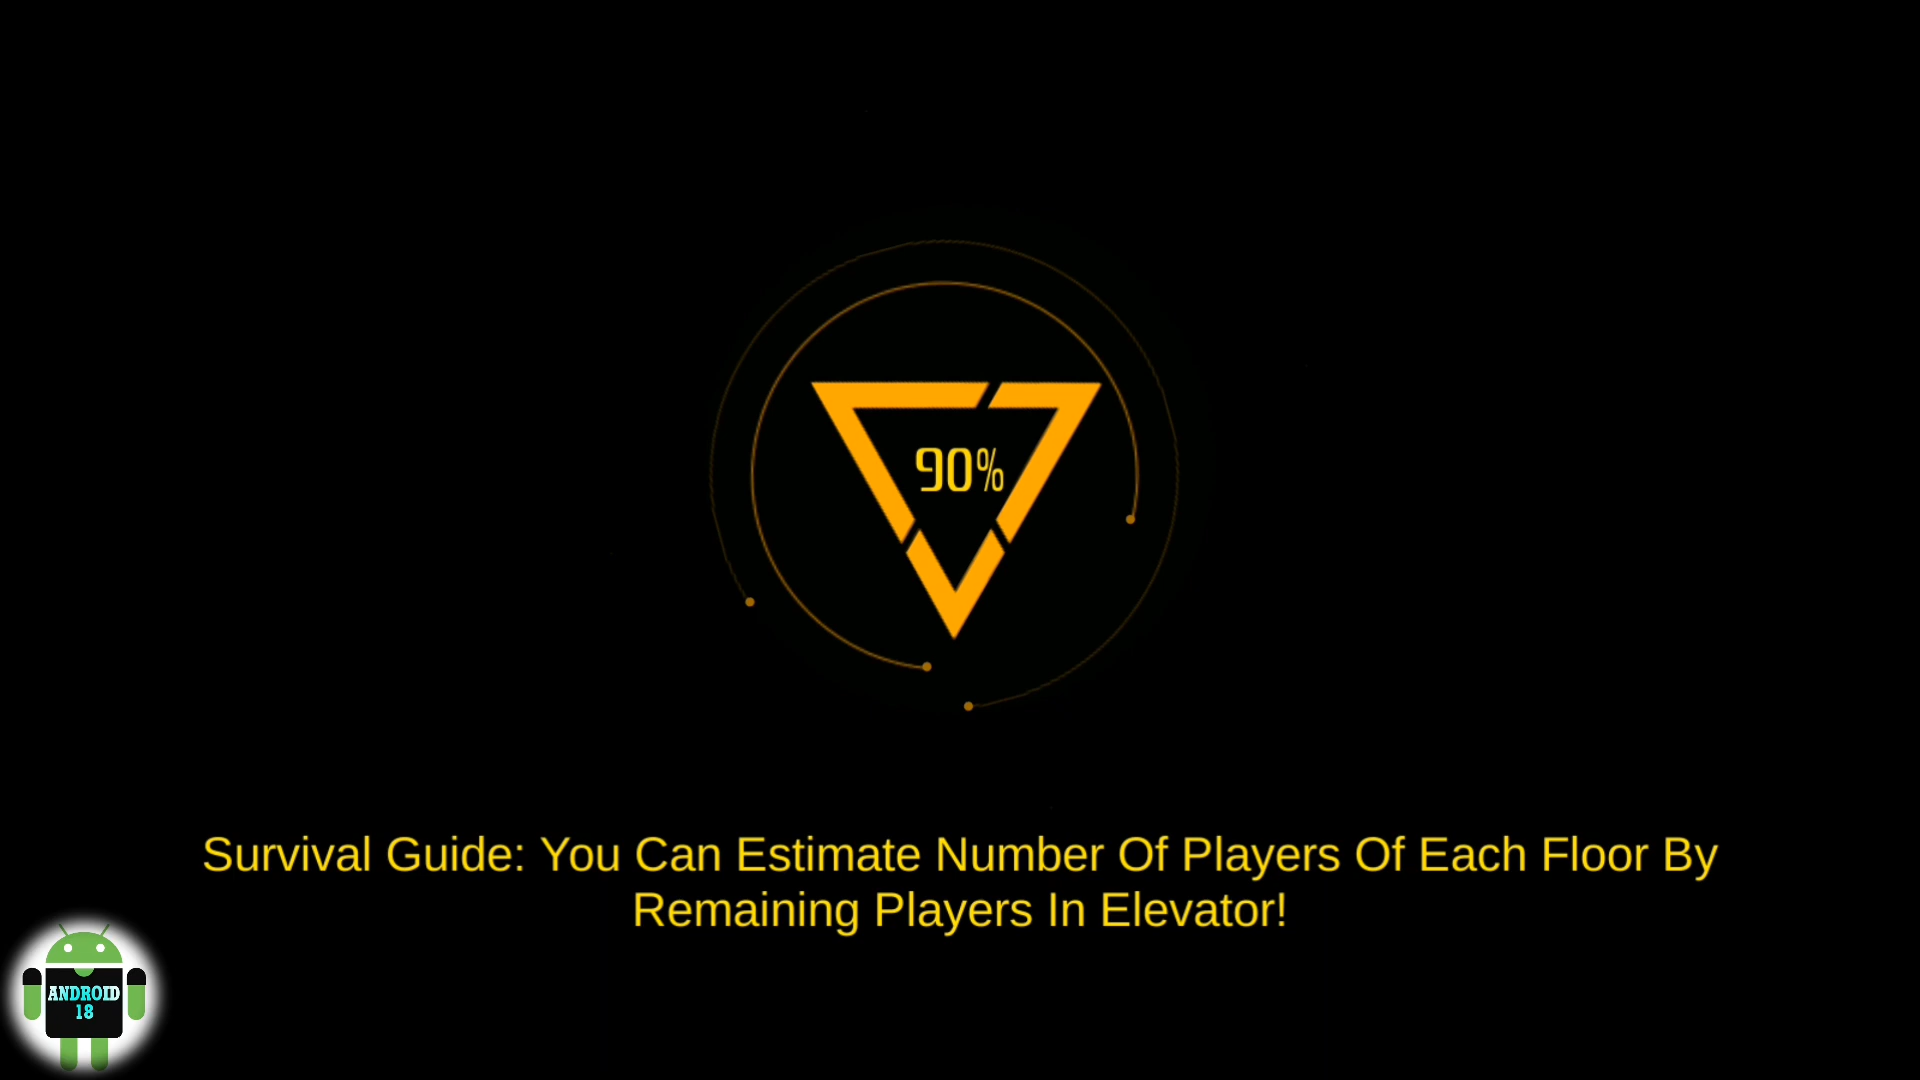 90%
Survival Guide: You Can Estimate Number Of Players Of Each Floor By
Remaining Players In Elevator!
ANDROID
18